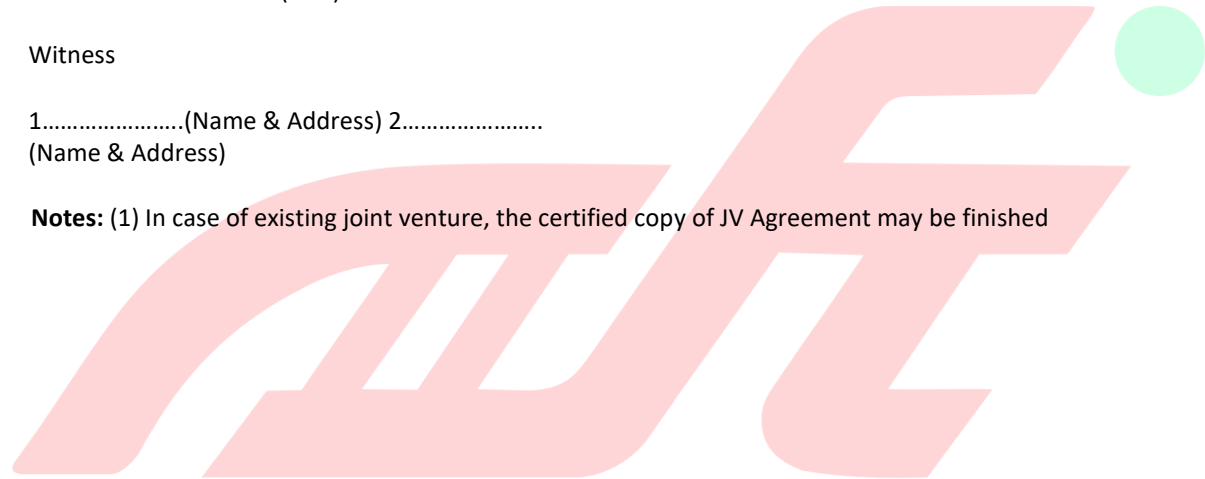 Witness
1…………………..(Name & Address) 2…………………..
(Name & Address)
Notes: (1) In case of existing joint venture, the certified copy of JV Agreement may be finished